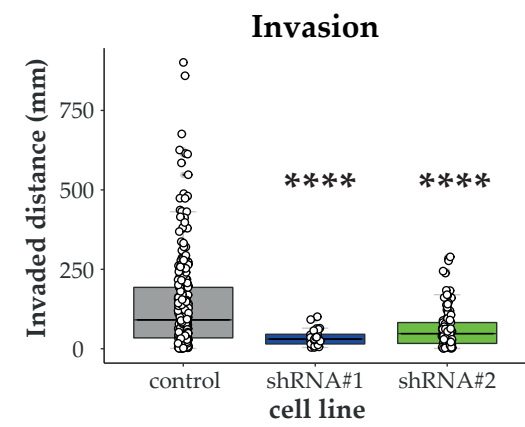 Invasion
Invaded distance (mm)
750
500
250
0
**** ****
control shRNA#1 shRNA#2
cell line